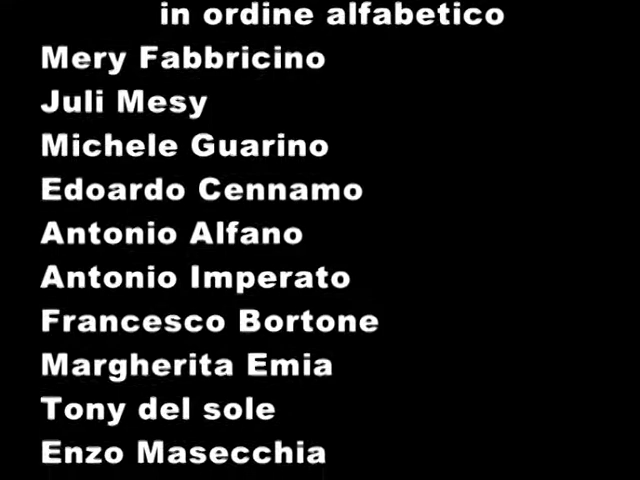 in ordine alfabetico
Mery Fabbricino
Juli Mesy
Michele Guarino
Edoardo Cennamo
Antonio Alfano
Antonio Imperato
Francesco Bortone
Margherita Emia
Tony del sole
Enzo Masecchia